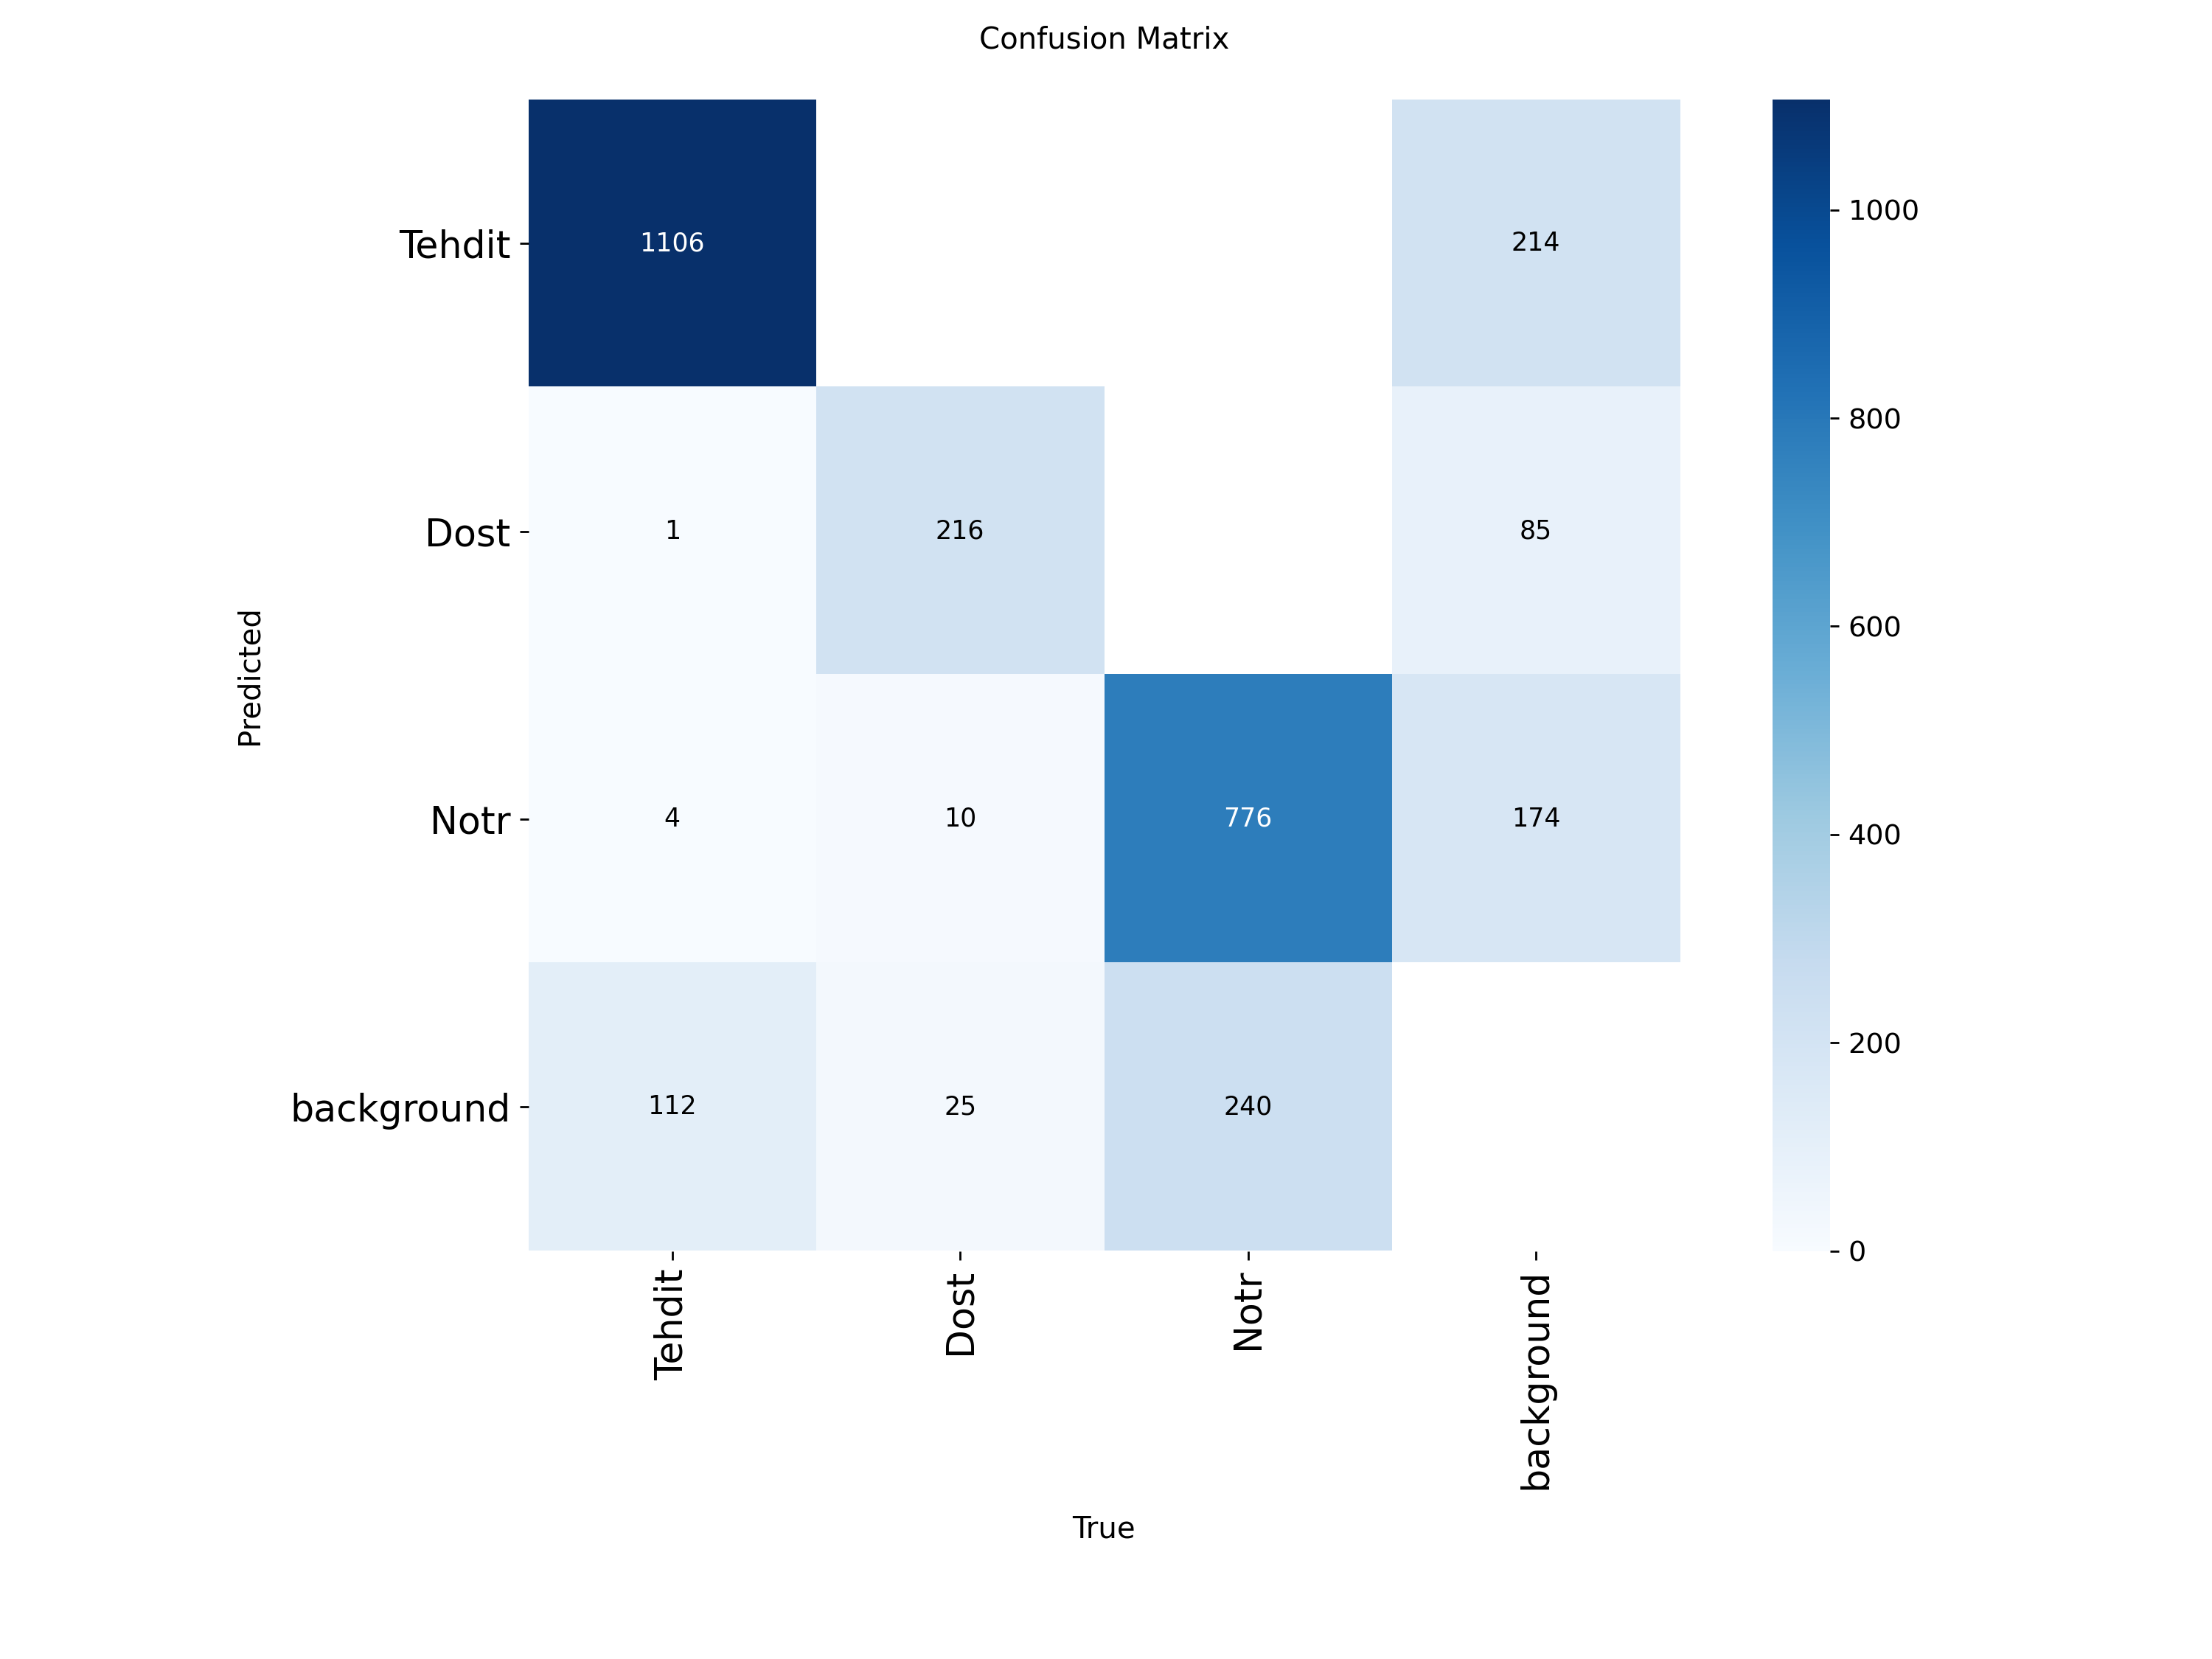 Confusion Matrix
Tehdit
1106
214
1000
Dost
1
216
85
800
Predicted
600
Notr
4
10
776
174
400
background
112
25
240
200
0
Tehdit
Dost
Notr
background
True